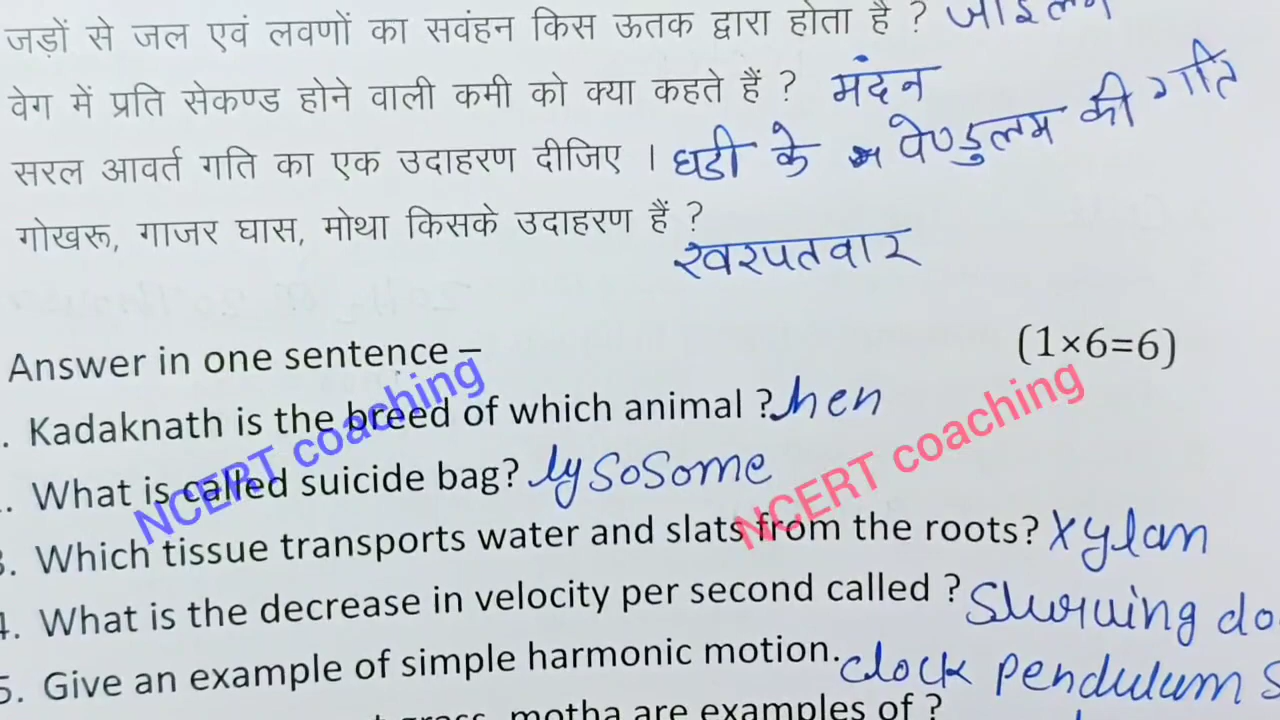 जड़ों से जल एवं लवणों का सवंहन किस ऊतक द्वारा होता है ? जाइलम
वेग में प्रति सेकण्ड होने वाली कमी को क्या कहते हैं ? मंदन
सरल आवर्त गति का एक उदाहरण दीजिए । घडी के पेण्डुलम की गति
गोखरू, गाजर घास, मोथा किसके उदाहरण हैं ?
खरपतवार
Answer in one sentence – (1×6=6)
. Kadaknath is the breed of which animal ? hen
. What is called suicide bag? lysosome
3. Which tissue transports water and slats from the roots? xylan
4. What is the decrease in velocity per second called ?
5. Give an example of simple harmonic motion. clock pendulum s
grass, motha are examples of ?
NCERT coaching
NCERT coaching